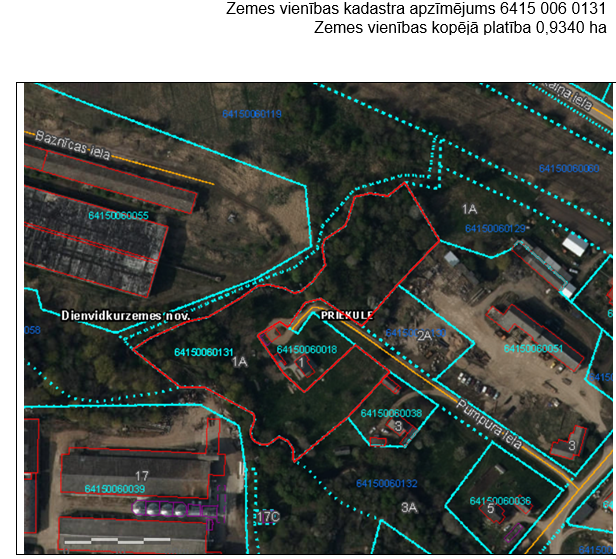 Zemes vienības kadastra apzīmējums 6415 006 0131
Zemes vienības kopējā platība 0,9340 ha
iela
64150060119
Baznīcas iela
64150060060
1A
64150060055
64150060129
Dienvidkurzemes nov.
PRIEKULE
2A
64150060131
1A
64150060018
1
64150060051
64150060038
3
Pumpura iela
3
17
64150060039
64150060132
3A
64150060036
5
17C